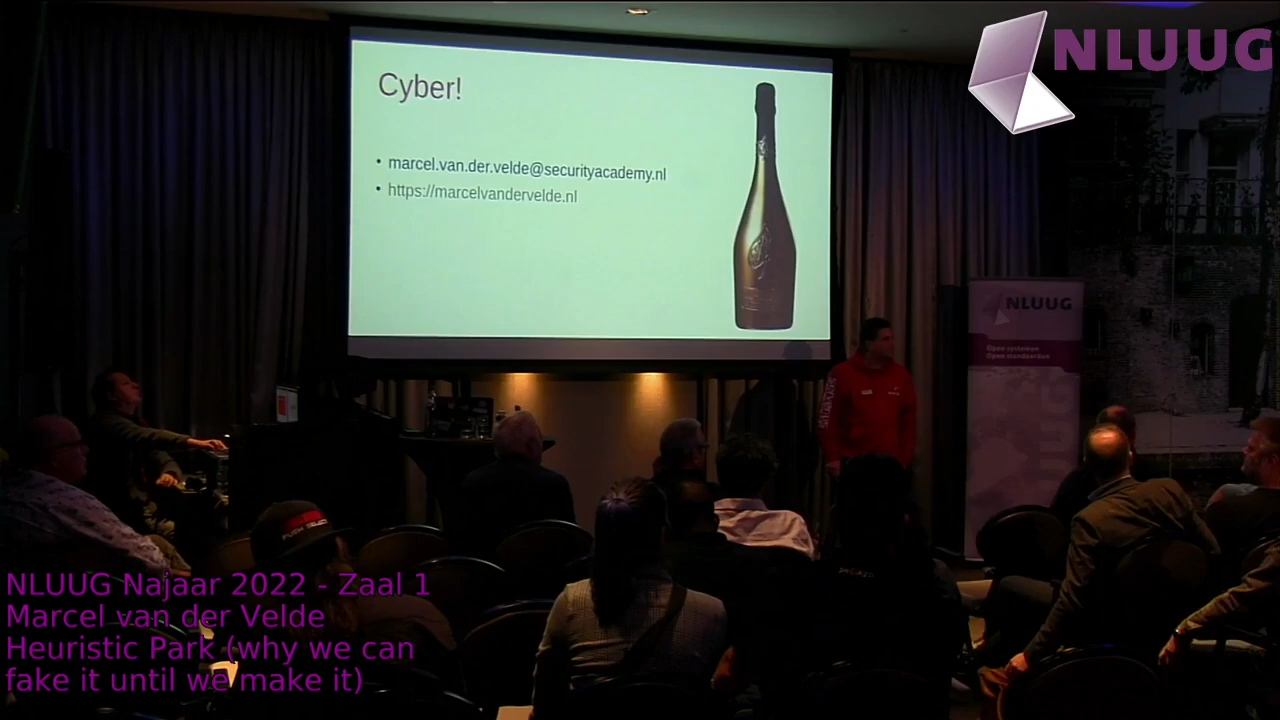 NLUUG
Cyber!
• marcel.van.der.velde@securityacademy.nl
• https://marcelvandervelde.nl
NLUUG
Open systemen
Open standaarden
NLUUG Najaar 2022 - Zaal 1
Marcel van der Velde
Heuristic Park (why we can
fake it until we make it)